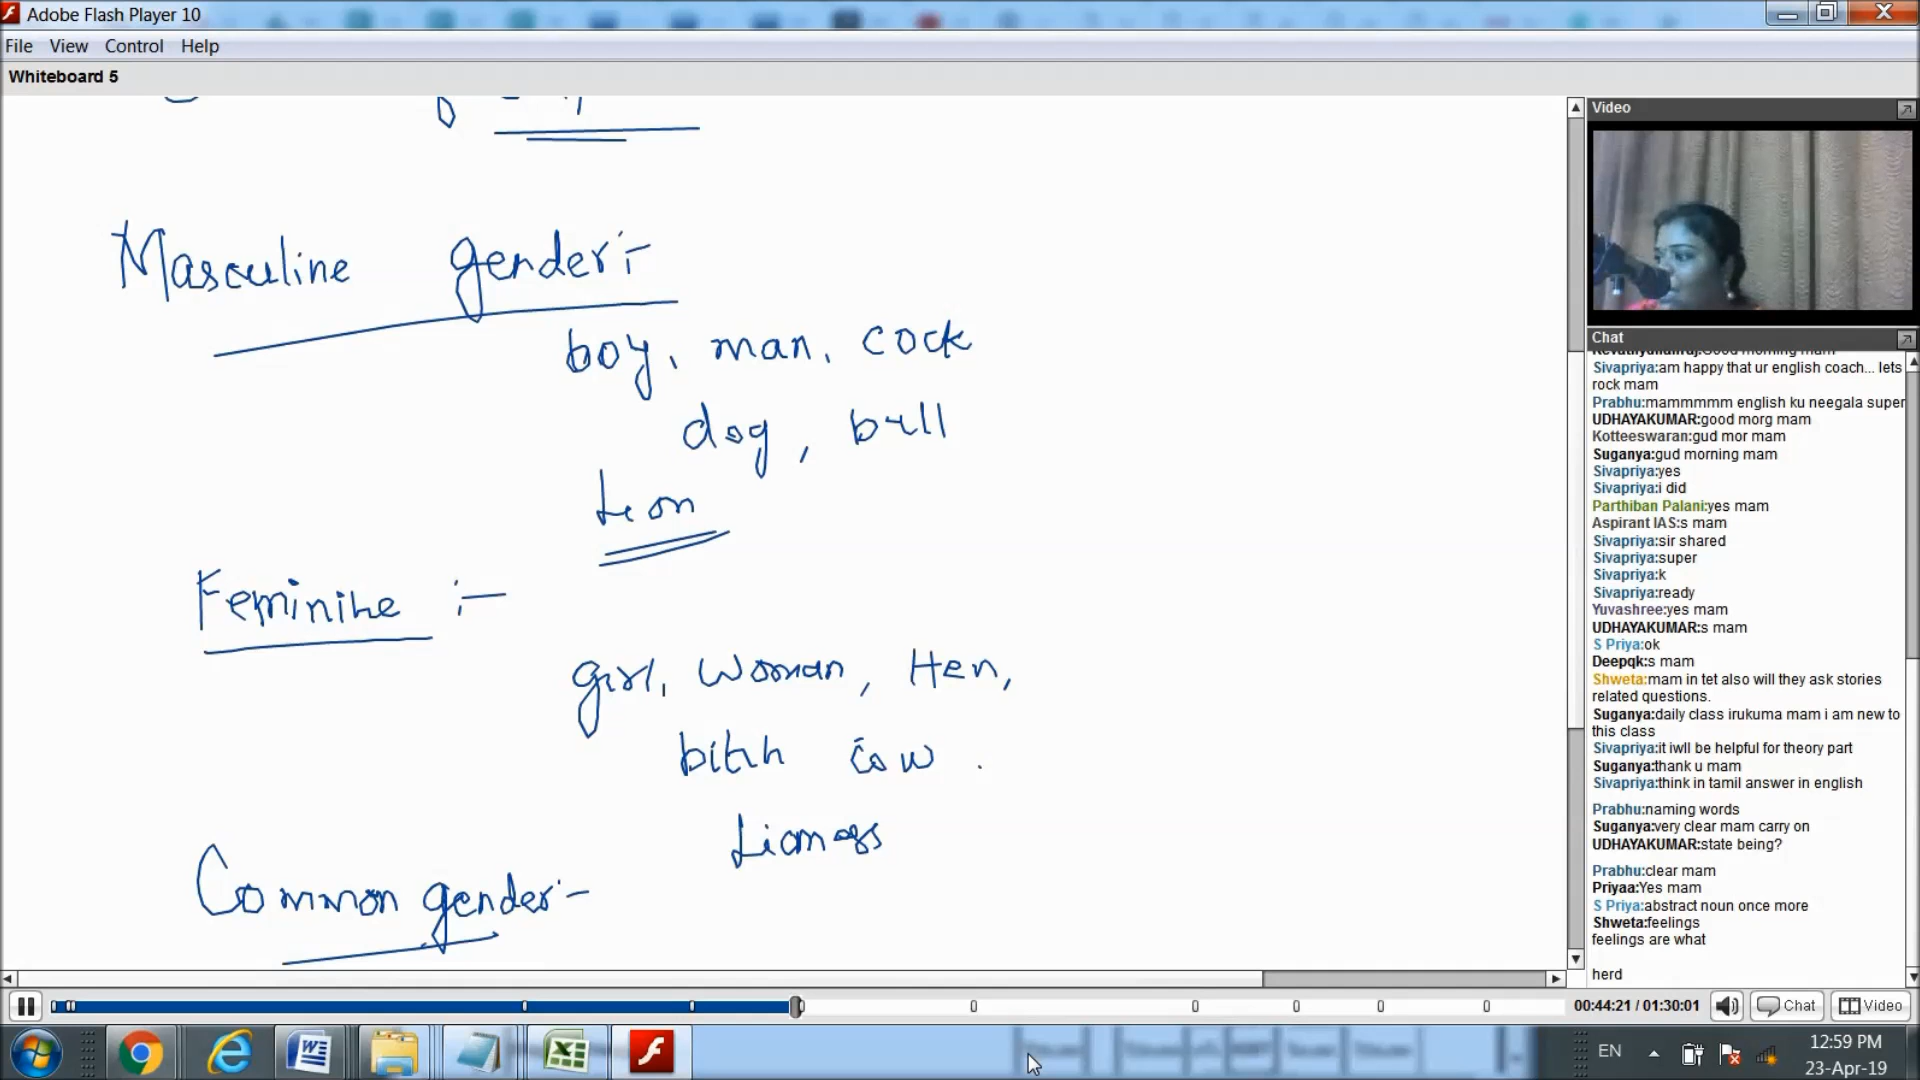 Adobe Flash Player 10
File View Control Help
Whiteboard 5
Masculine gender:-
boy, man, cock
dog, bull
Lion
Feminine :-
girl, Woman, Hen,
bitch cow .
Lioness
Common gender:-
Video
Chat
Sivapriya:am happy that ur english coach... lets
rock mam
Prabhu:mammmmm english ku neegala super
UDHAYAKUMAR:good morg mam
Kotteeswaran:gud mor mam
Suganya:gud morning mam
Sivapriya:yes
Sivapriya:i did
Parthiban Palani:yes mam
Aspirant IAS:s mam
Sivapriya:sir shared
Sivapriya:super
Sivapriya:k
Sivapriya:ready
Yuvashree:yes mam
UDHAYAKUMAR:s mam
S Priya:ok
Deepqk:s mam
Shweta:mam in tet also will they ask stories
related questions.
Suganya:daily class irukuma mam i am new to
this class
Sivapriya:it iwll be helpful for theory part
Suganya:thank u mam
Sivapriya:think in tamil answer in english
Prabhu:naming words
Suganya:very clear mam carry on
UDHAYAKUMAR:state being?
Prabhu:clear mam
Priyaa:Yes mam
S Priya:abstract noun once more
Shweta:feelings
feelings are what
herd
00:44:21 / 01:30:01 Chat Video
EN 12:59 PM
23-Apr-19